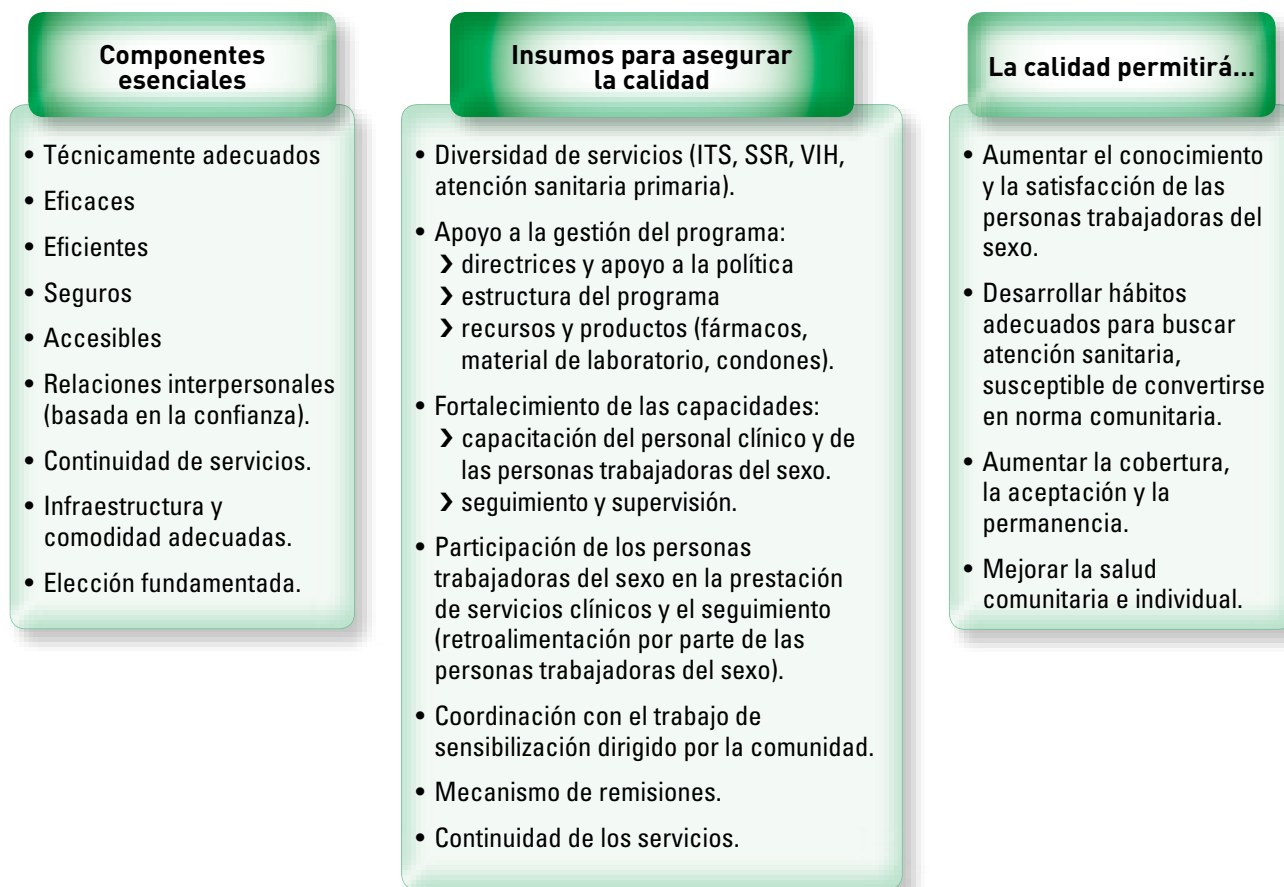 Componentes
esenciales
• Técnicamente adecuados
• Eficaces
• Eficientes
• Seguros
• Accesibles
• Relaciones interpersonales
(basada en la confianza).
• Continuidad de servicios.
• Infraestructura y
comodidad adecuadas.
• Elección fundamentada.
Insumos para asegurar
la calidad
• Diversidad de servicios (ITS, SSR, VIH,
atención sanitaria primaria).
• Apoyo a la gestión del programa:
❯ directrices y apoyo a la política
❯ estructura del programa
❯ recursos y productos (fármacos,
material de laboratorio, condones).
• Fortalecimiento de las capacidades:
❯ capacitación del personal clínico y de
las personas trabajadoras del sexo.
❯ seguimiento y supervisión.
• Participación de los personas
trabajadoras del sexo en la prestación
de servicios clínicos y el seguimiento
(retroalimentación por parte de las
personas trabajadoras del sexo).
• Coordinación con el trabajo de
sensibilización dirigido por la comunidad.
• Mecanismo de remisiones.
• Continuidad de los servicios.
La calidad permitirá...
• Aumentar el conocimiento
y la satisfacción de las
personas trabajadoras del
sexo.
• Desarrollar hábitos
adecuados para buscar
atención sanitaria,
susceptible de convertirse
en norma comunitaria.
• Aumentar la cobertura,
la aceptación y la
permanencia.
• Mejorar la salud
comunitaria e individual.